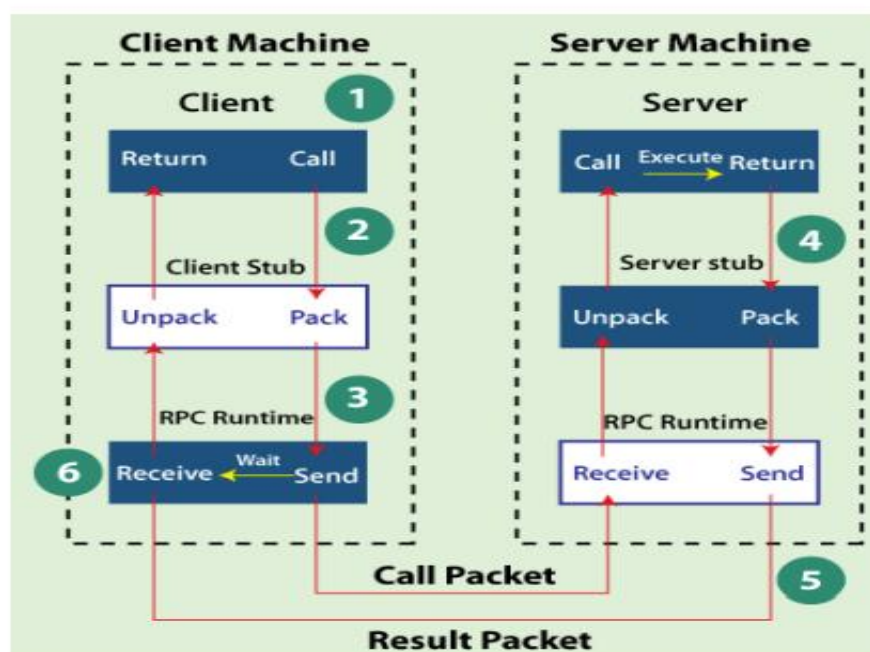 Client Machine
Server Machine
Client
1
Server
Return
Call
Call
Execute
Return
2
4
Client Stub
Server stub
Unpack
Pack
Unpack
Pack
3
RPC Runtime
RPC Runtime
6
Receive
Wait
Send
Receive
Send
Call Packet
5
Result Packet